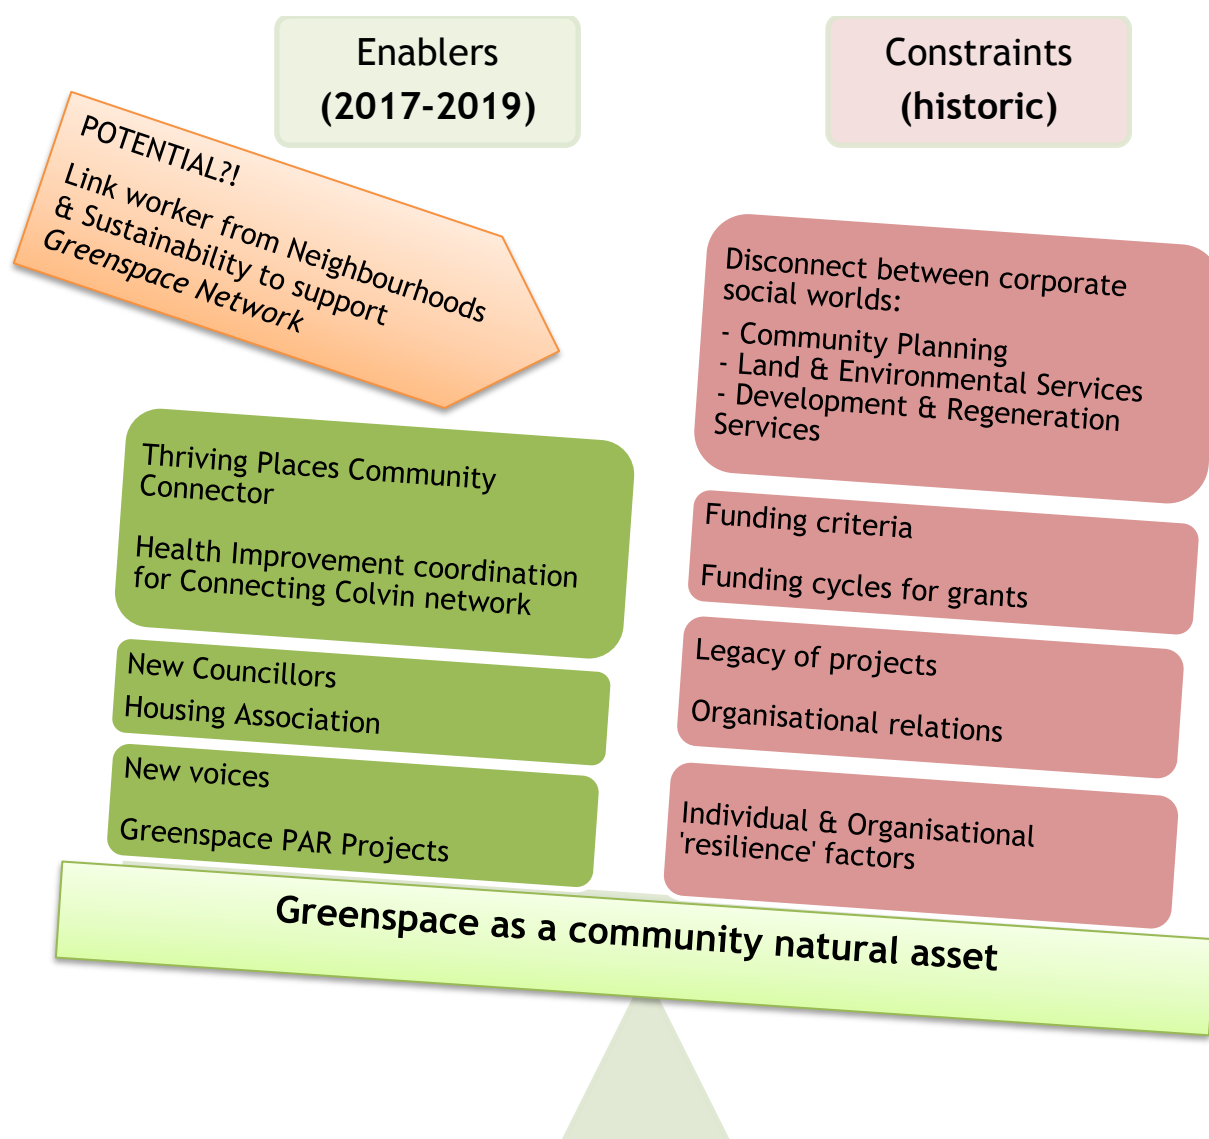 Enablers
(2017-2019)
Constraints
(historic)
POTENTIAL?!
Link worker from Neighbourhoods
& Sustainability to support
Greenspace Network
Thriving Places Community
Connector
Health Improvement coordination
for Connecting Colvin network
New Councillors
Housing Association
New voices
Greenspace PAR Projects
Disconnect between corporate
social worlds:
- Community Planning
- Land & Environmental Services
- Development & Regeneration
Services
Funding criteria
Funding cycles for grants
Legacy of projects
Organisational relations
Individual & Organisational
'resilience' factors
Greenspace as a community natural asset